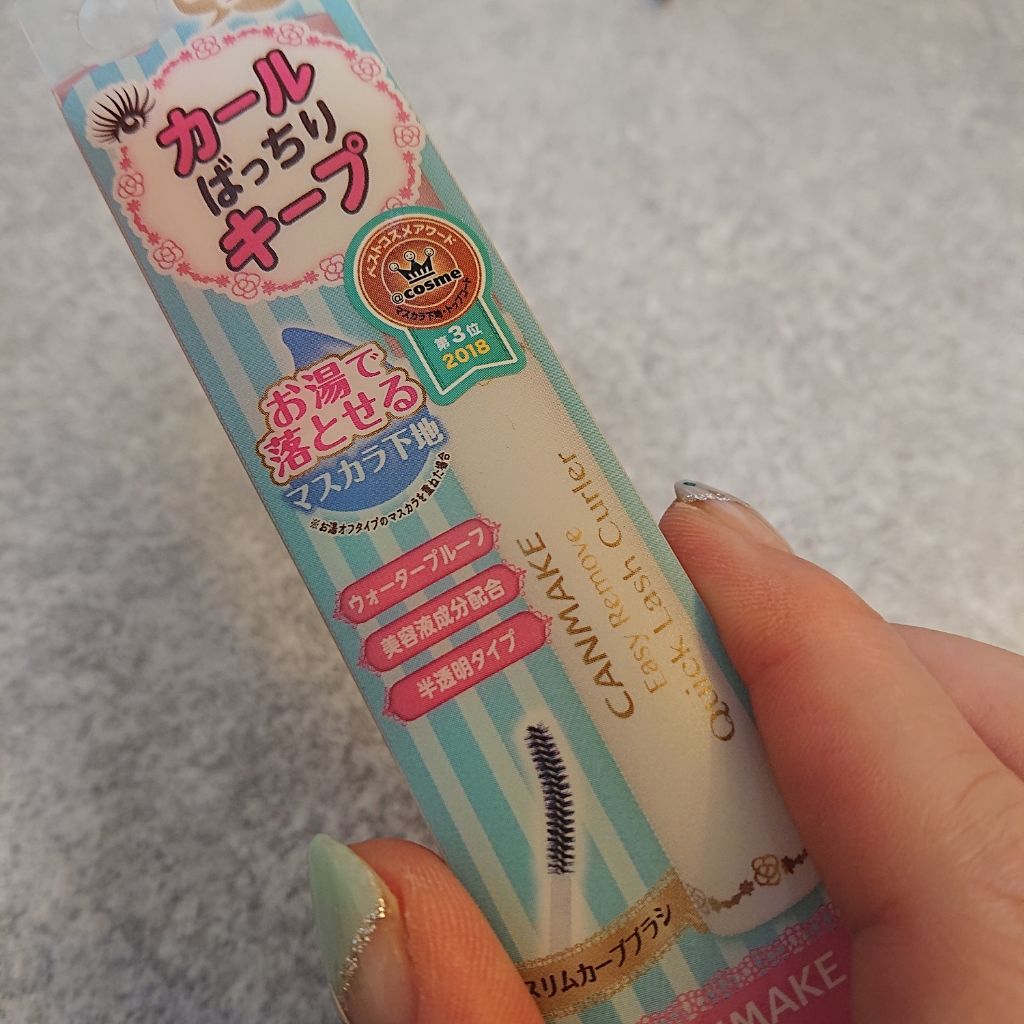 カール
ばっちり
キープ
ベストコスメアワード
@cosme
マスカラ下地・トップコート
第3位
2018
お湯で
落とせる
マスカラ下地
※お湯オフタイプのマスカラを重ねた場合
ウォータープルーフ
美容液成分配合
半透明タイプ
CANMAKE
Easy Remove
Quick Lash Curler
スリムカーブブラシ
MAKE